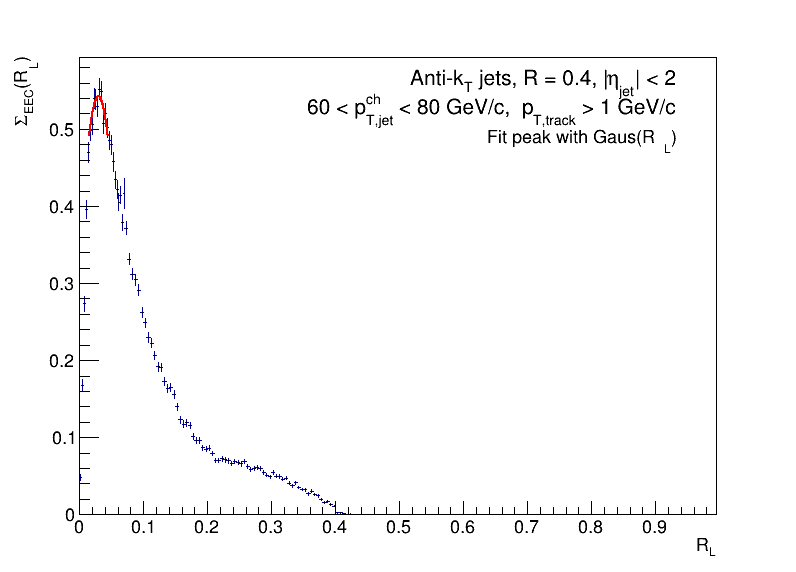 Σ_EEC(R_L)
Anti-k_T jets, R = 0.4, |η_jet| < 2
60 < p^ch_T,jet < 80 GeV/c, p_T,track > 1 GeV/c
Fit peak with Gaus(R_L)
0.5
0.4
0.3
0.2
0.1
0
0 0.1 0.2 0.3 0.4 0.5 0.6 0.7 0.8 0.9
R_L